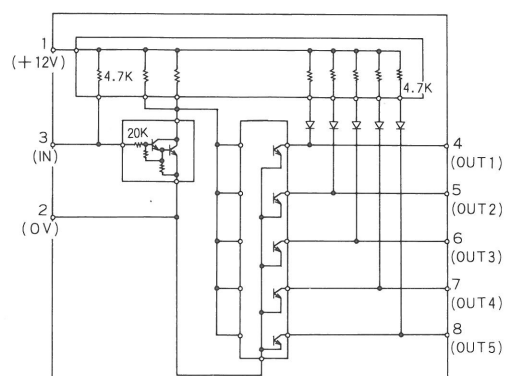 1
(+12V)
4.7K
4.7K
3
(IN)
20K
4
(OUT1)
2
(0V)
5
(OUT2)
6
(OUT3)
7
(OUT4)
8
(OUT5)